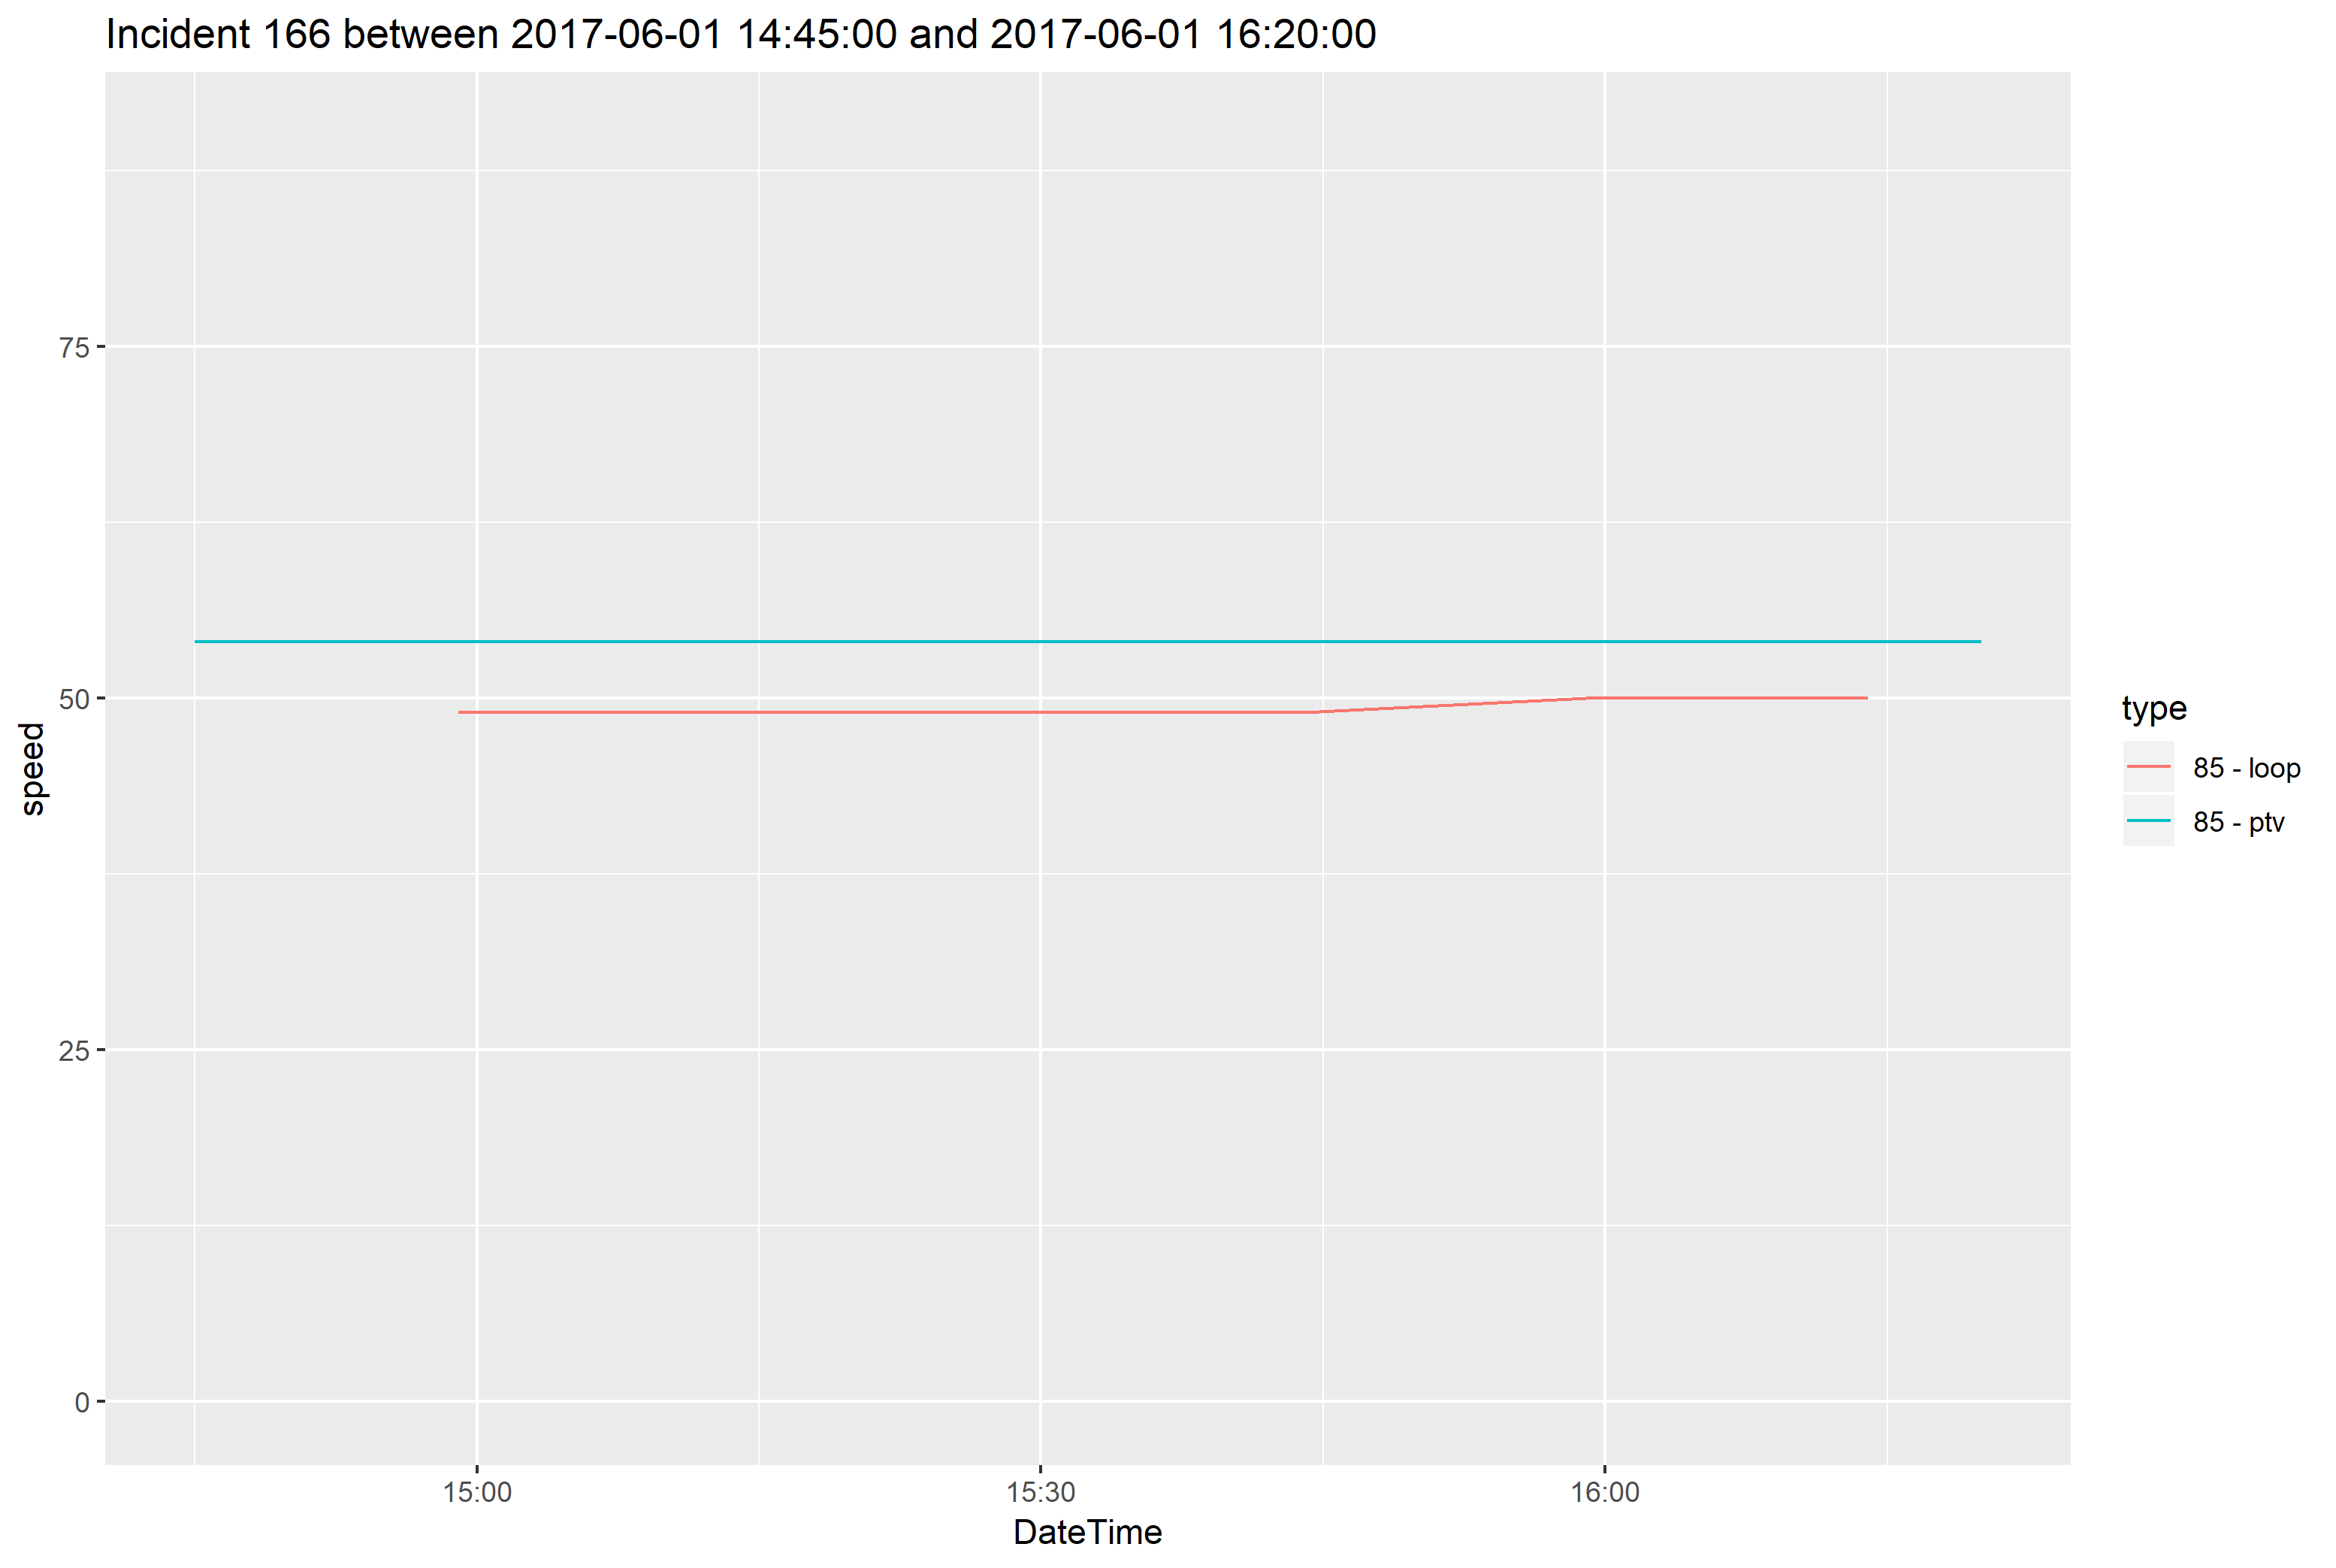 Incident 166 between 2017-06-01 14:45:00 and 2017-06-01 16:20:00
75
50
25
0
speed
15:00
15:30
16:00
DateTime
type
85 - loop
85 - ptv